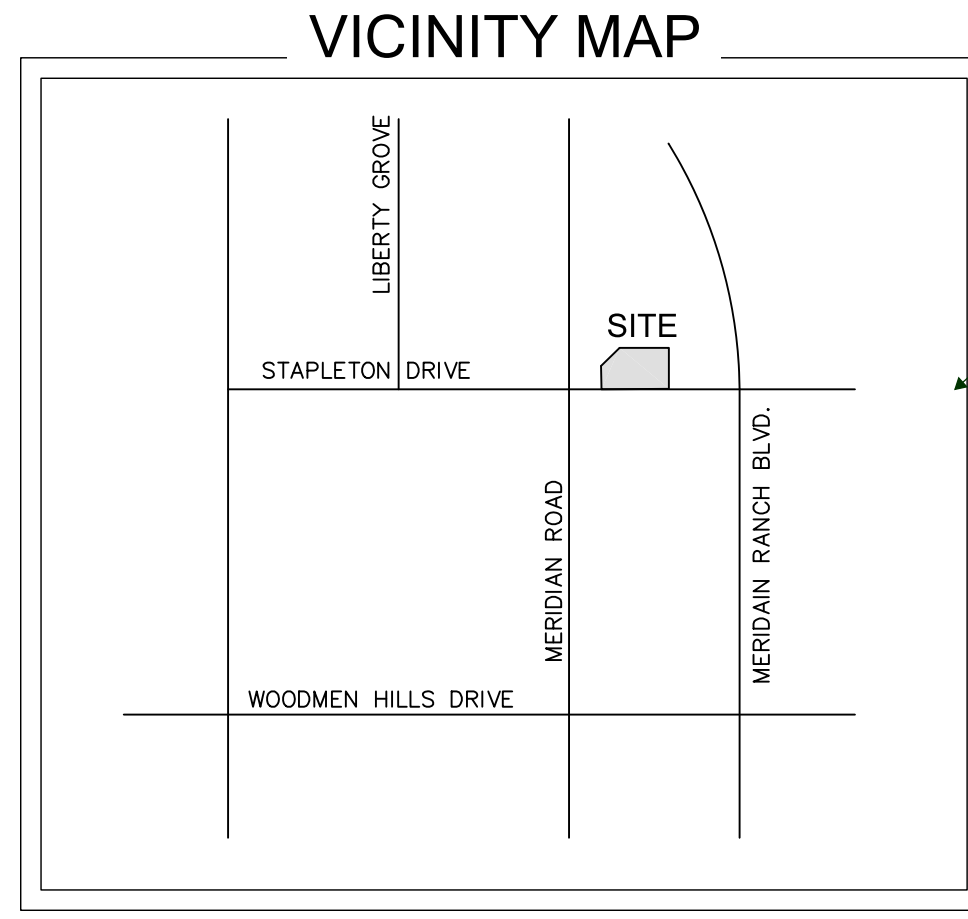 VICINITY MAP
LIBERTY GROVE
SITE
STAPLETON DRIVE
MERIDIAN ROAD
MERIDAIN RANCH BLVD.
WOODMEN HILLS DRIVE